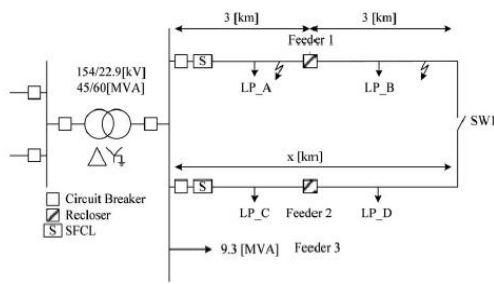 3 [km]
3 [km]
Feeder 1
154/22.9[kV]
45/60[MVA]
S
LP_A
LP_B
SW1
x [km]
S
LP_C
Feeder 2
LP_D
Circuit Breaker
Recloser
S SFCL
9.3 [MVA]
Feeder 3